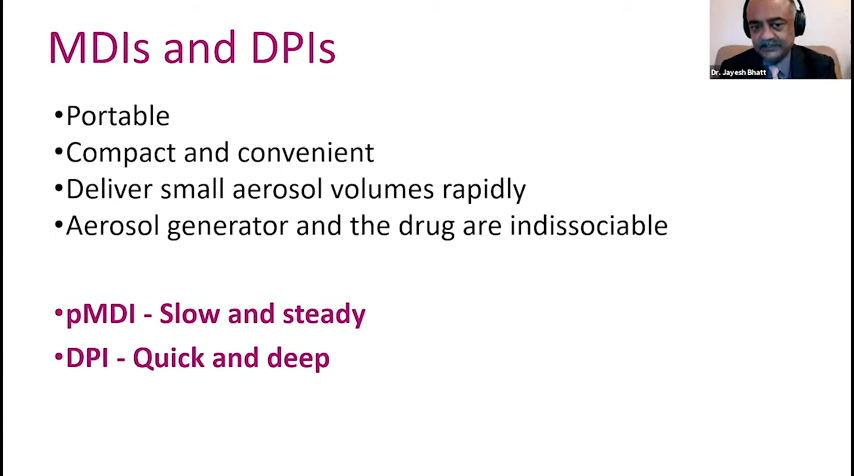 MDIs and DPIs
Dr. Jayesh Bhatt
•Portable
•Compact and convenient
•Deliver small aerosol volumes rapidly
•Aerosol generator and the drug are indissociable
•pMDI - Slow and steady
•DPI - Quick and deep